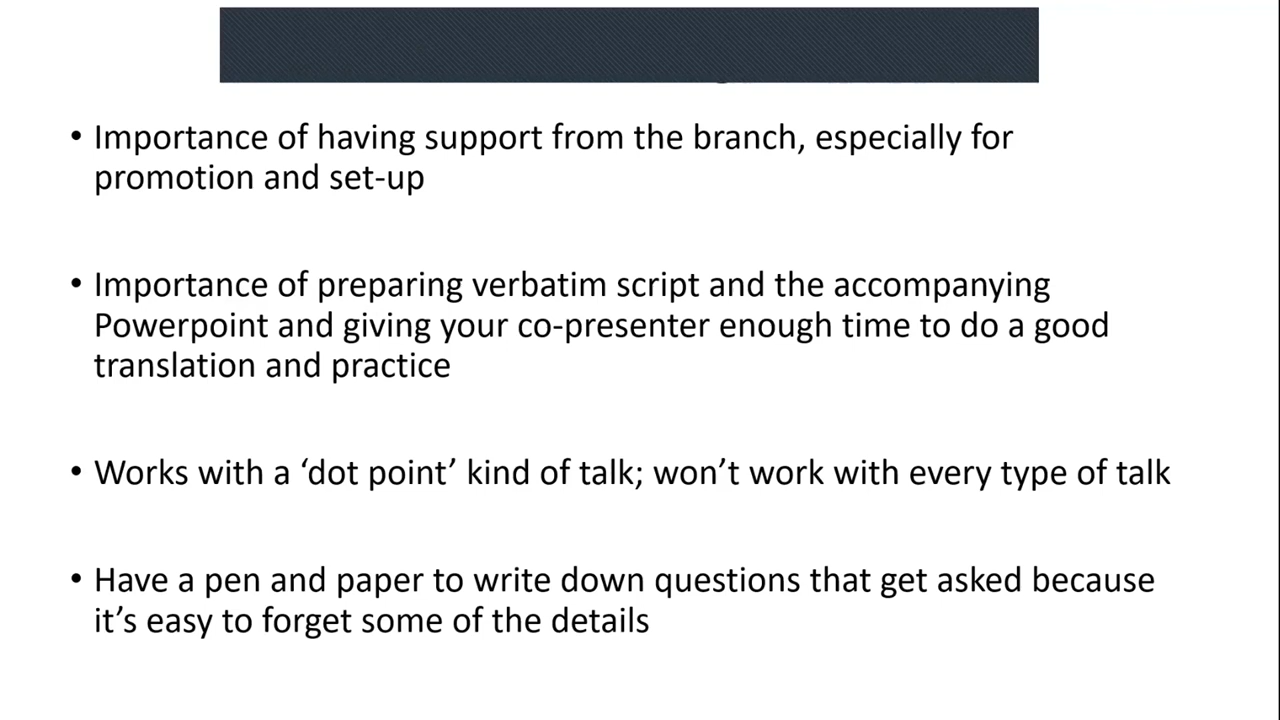 • Importance of having support from the branch, especially for
promotion and set-up
• Importance of preparing verbatim script and the accompanying
Powerpoint and giving your co-presenter enough time to do a good
translation and practice
• Works with a ‘dot point’ kind of talk; won’t work with every type of talk
• Have a pen and paper to write down questions that get asked because
it’s easy to forget some of the details